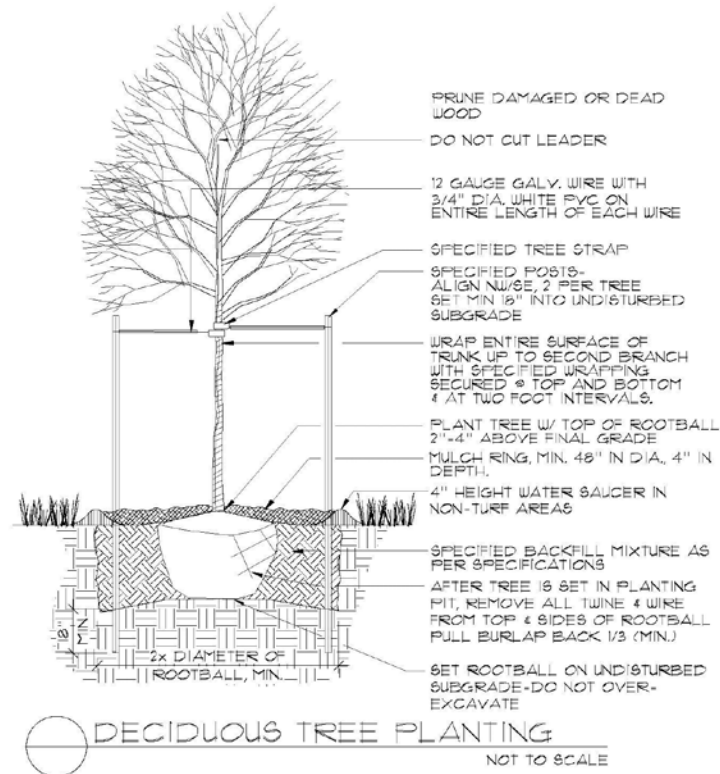 PRUNE DAMAGED OR DEAD
WOOD
DO NOT CUT LEADER
12 GAUGE GALV. WIRE WITH
3/4" DIA. WHITE PVC ON
ENTIRE LENGTH OF EACH WIRE
SPECIFIED TREE STRAP
SPECIFIED POSTS-
ALIGN NW/SE, 2 PER TREE
SET MIN 18" INTO UNDISTURBED
SUBGRADE
WRAP ENTIRE SURFACE OF
TRUNK UP TO SECOND BRANCH
WITH SPECIFIED WRAPPING
SECURED @ TOP AND BOTTOM
& AT TWO FOOT INTERVALS.
PLANT TREE W/ TOP OF ROOTBALL
2"-4" ABOVE FINAL GRADE
MULCH RING, MIN. 48" IN DIA., 4" IN
DEPTH.
4" HEIGHT WATER SAUCER IN
NON-TURF AREAS
SPECIFIED BACKFILL MIXTURE AS
PER SPECIFICATIONS
AFTER TREE IS SET IN PLANTING
PIT, REMOVE ALL TWINE & WIRE
FROM TOP & SIDES OF ROOTBALL
PULL BURLAP BACK 1/3 (MIN.)
SET ROOTBALL ON UNDISTURBED
SUBGRADE-DO NOT OVER-
EXCAVATE
18"
MIN
2x DIAMETER OF
ROOTBALL, MIN.
DECIDUOUS TREE PLANTING
NOT TO SCALE